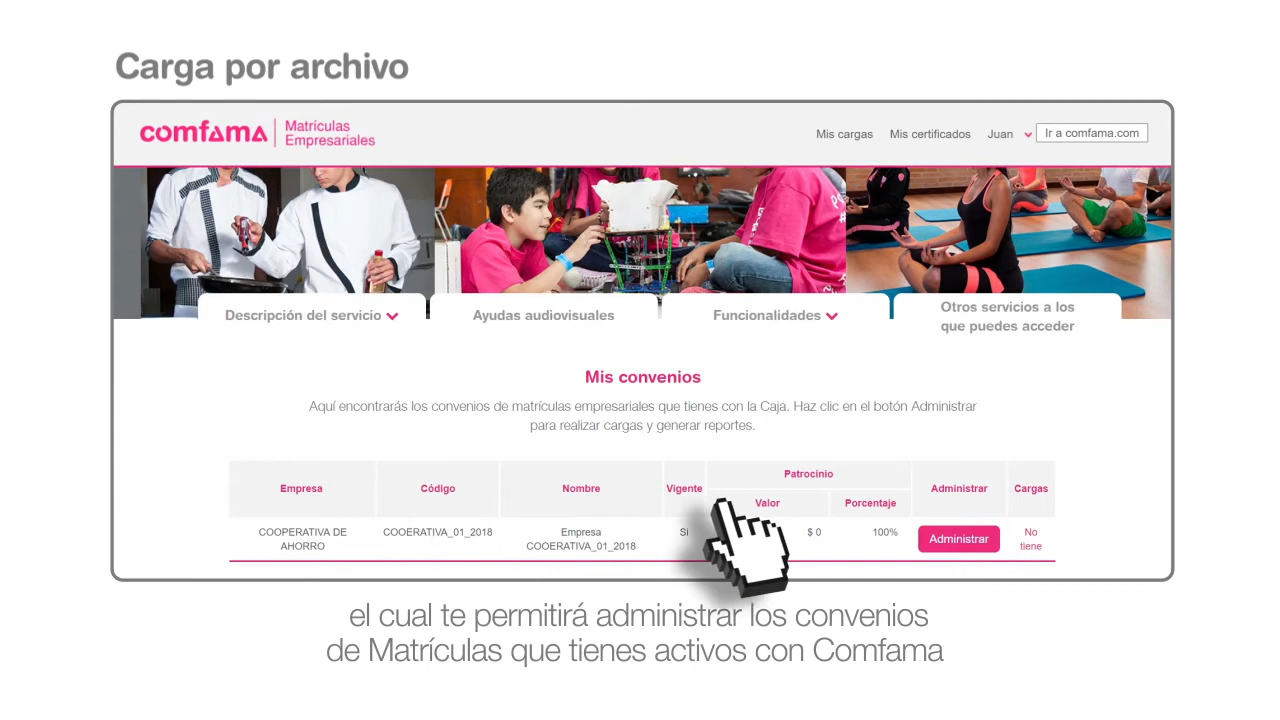 Carga por archivo
comfama
Matrículas
Empresariales
Mis cargas
Mis certificados
Juan
Ir a comfama.com
Descripción del servicio
Ayudas audiovisuales
Funcionalidades
Otros servicios a los
que puedes acceder
Mis convenios
Aquí encontrarás los convenios de matrículas empresariales que tienes con la Caja. Haz clic en el botón Administrar
para realizar cargas y generar reportes.
Empresa
Código
Nombre
Vigente
Patrocinio
Valor
Porcentaje
Administrar
Cargas
COOPERATIVA DE
AHORRO
COOERATIVA_01_2018
Empresa
COOERATIVA_01_2018
Si
$ 0
100%
Administrar
No
tiene
el cual te permitirá administrar los convenios
de Matrículas que tienes activos con Comfama